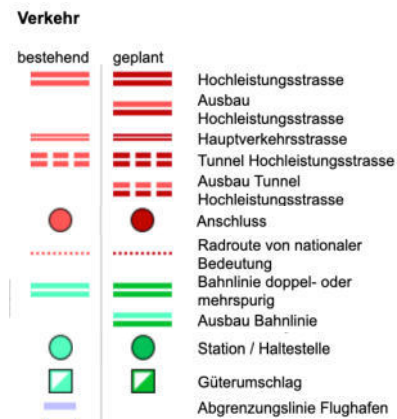 Verkehr
bestehend geplant
Hochleistungsstrasse
Ausbau
Hochleistungsstrasse
Hauptverkehrsstrasse
Tunnel Hochleistungsstrasse
Ausbau Tunnel
Hochleistungsstrasse
Anschluss
Radroute von nationaler
Bedeutung
Bahnlinie doppel- oder
mehrspurig
Ausbau Bahnlinie
Station / Haltestelle
Güterumschlag
Abgrenzungslinie Flughafen